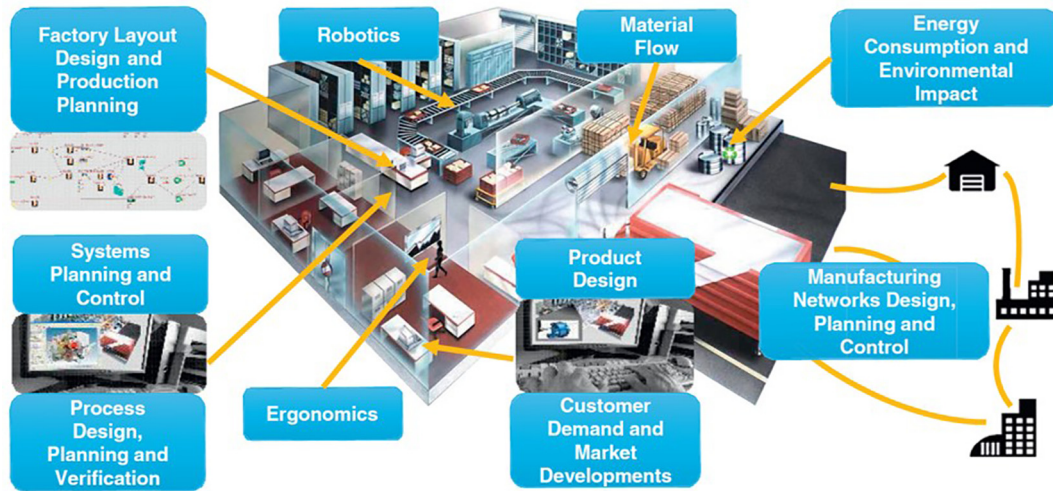 Factory Layout
Design and
Production
Planning
Robotics
Material
Flow
Energy
Consumption and
Environmental
Impact
Systems
Planning and
Control
Product
Design
Manufacturing
Networks Design,
Planning and
Control
Process
Design,
Planning and
Verification
Ergonomics
Customer
Demand and
Market
Developments